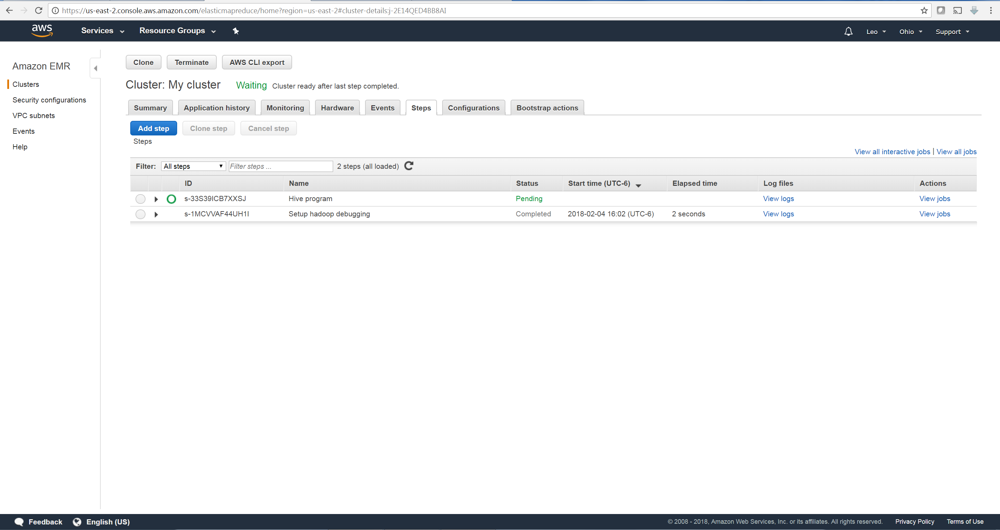 https://us-east-2.console.aws.amazon.com/elasticmapreduce/home?region=us-east-2#cluster-details:j-2E14QED4BB8AI
aws Services Resource Groups Leo Ohio Support
Amazon EMR
Clusters
Security configurations
VPC subnets
Events
Help
Clone Terminate AWS CLI export
Cluster: My cluster Waiting Cluster ready after last step completed.
Summary Application history Monitoring Hardware Events Steps Configurations Bootstrap actions
Add step Clone step Cancel step
Steps
View all interactive jobs | View all jobs
Filter: All steps Filter steps ... 2 steps (all loaded)
ID Name Status Start time (UTC-6) Elapsed time Log files Actions
s-33S39ICB7XXSJ Hive program Pending View logs View jobs
s-1MCVVAF44UH1I Setup hadoop debugging Completed 2018-02-04 16:02 (UTC-6) 2 seconds View logs View jobs
Feedback English (US) © 2008 - 2018, Amazon Web Services, Inc. or its affiliates. All rights reserved. Privacy Policy Terms of Use